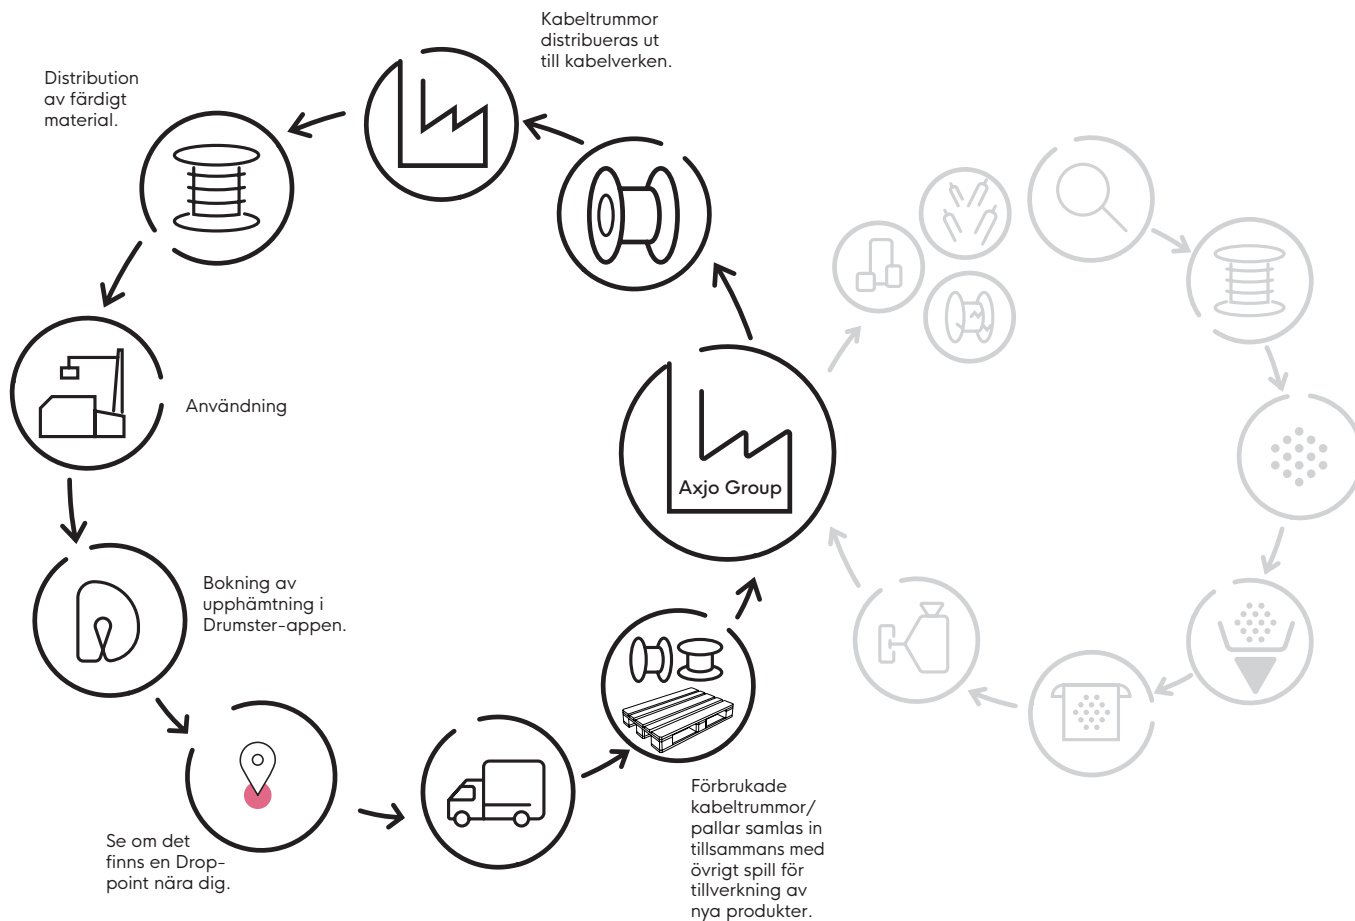 Kabeltrummor
distribueras ut
till kabelverken.
Distribution
av färdigt
material.
Användning
Axjo Group
Bokning av
upphämtning i
Drumster-appen.
Se om det
finns en Drop-
point nära dig.
Förbrukade
kabeltrummor/
pallar samlas in
tillsammans med
övrigt spill för
tillverkning av
nya produkter.